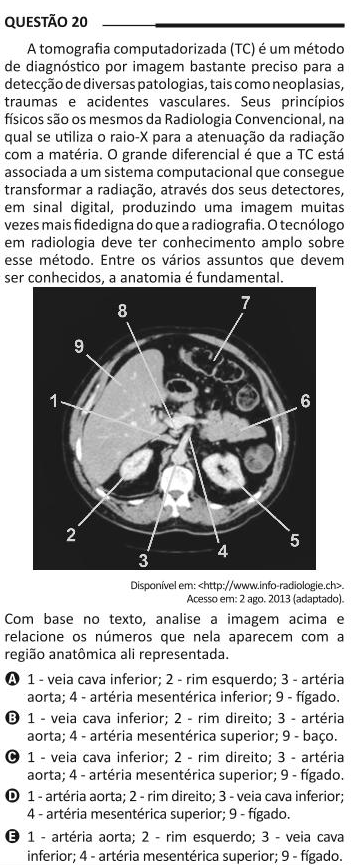 QUESTÃO 20
A tomografia computadorizada (TC) é um método
de diagnóstico por imagem bastante preciso para a
detecção de diversas patologias, tais como neoplasias,
traumas e acidentes vasculares. Seus princípios
físicos são os mesmos da Radiologia Convencional, na
qual se utiliza o raio-X para a atenuação da radiação
com a matéria. O grande diferencial é que a TC está
associada a um sistema computacional que consegue
transformar a radiação, através dos seus detectores,
em sinal digital, produzindo uma imagem muitas
vezes mais fidedigna do que a radiografia. O tecnólogo
em radiologia deve ter conhecimento amplo sobre
esse método. Entre os vários assuntos que devem
ser conhecidos, a anatomia é fundamental.
8
7
9
1
6
2
3
4
5
Disponível em: <http://www.info-radiologie.ch>.
Acesso em: 2 ago. 2013 (adaptado).
Com base no texto, analise a imagem acima e
relacione os números que nela aparecem com a
região anatômica ali representada.
A 1 - veia cava inferior; 2 - rim esquerdo; 3 - artéria
aorta; 4 - artéria mesentérica inferior; 9 - fígado.
B 1 - veia cava inferior; 2 - rim direito; 3 - artéria
aorta; 4 - artéria mesentérica superior; 9 - baço.
C 1 - veia cava inferior; 2 - rim direito; 3 - artéria
aorta; 4 - artéria mesentérica superior; 9 - fígado.
D 1 - artéria aorta; 2 - rim direito; 3 - veia cava inferior;
4 - artéria mesentérica superior; 9 - fígado.
E 1 - artéria aorta; 2 - rim esquerdo; 3 - veia cava
inferior; 4 - artéria mesentérica superior; 9 - fígado.